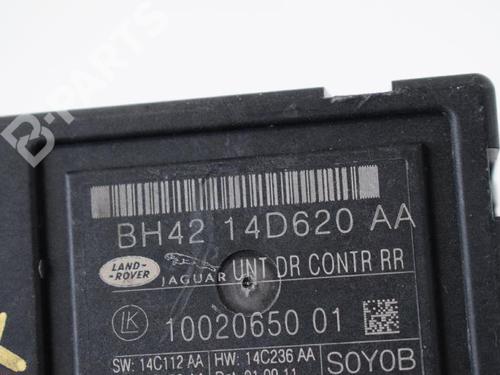 B-PARTS
BH42 14D620 AA
LAND-ROVER JAGUAR UNT DR CONTR RR
LK 10020650 01
SW: 14C112 AA HW: 14C236 AA SOYOB